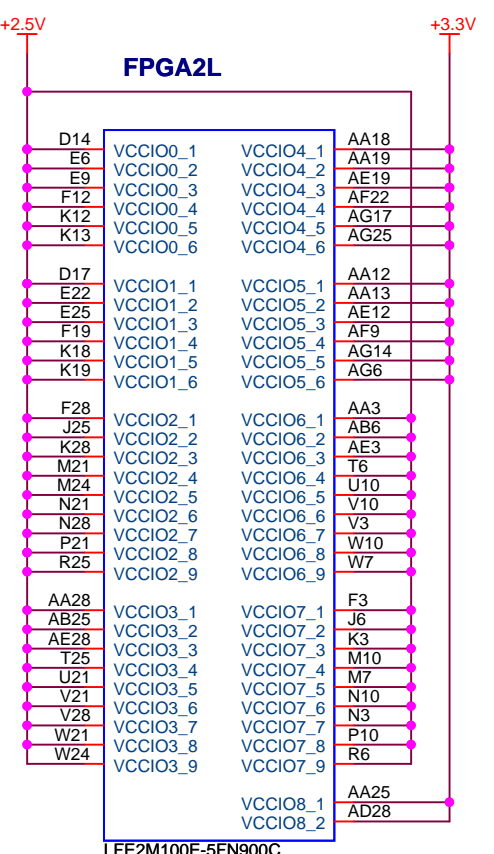 +2.5V +3.3V
FPGA2L
D14 VCCIO0_1 VCCIO4_1 AA18
E6 VCCIO0_2 VCCIO4_2 AA19
E9 VCCIO0_3 VCCIO4_3 AE19
F12 VCCIO0_4 VCCIO4_4 AF22
K12 VCCIO0_5 VCCIO4_5 AG17
K13 VCCIO0_6 VCCIO4_6 AG25
D17 VCCIO1_1 VCCIO5_1 AA12
E22 VCCIO1_2 VCCIO5_2 AA13
E25 VCCIO1_3 VCCIO5_3 AE12
F19 VCCIO1_4 VCCIO5_4 AF9
K18 VCCIO1_5 VCCIO5_5 AG14
K19 VCCIO1_6 VCCIO5_6 AG6
F28 VCCIO2_1 VCCIO6_1 AA3
J25 VCCIO2_2 VCCIO6_2 AB6
K28 VCCIO2_3 VCCIO6_3 AE3
M21 VCCIO2_4 VCCIO6_4 T6
M24 VCCIO2_5 VCCIO6_5 U10
N21 VCCIO2_6 VCCIO6_6 V10
N28 VCCIO2_7 VCCIO6_7 V3
P21 VCCIO2_8 VCCIO6_8 W10
R25 VCCIO2_9 VCCIO6_9 W7
AA28 VCCIO3_1 VCCIO7_1 F3
AB25 VCCIO3_2 VCCIO7_2 J6
AE28 VCCIO3_3 VCCIO7_3 K3
T25 VCCIO3_4 VCCIO7_4 M10
U21 VCCIO3_5 VCCIO7_5 M7
V21 VCCIO3_6 VCCIO7_6 N10
V28 VCCIO3_7 VCCIO7_7 N3
W21 VCCIO3_8 VCCIO7_8 P10
W24 VCCIO3_9 VCCIO7_9 R6
VCCIO8_1 AA25
VCCIO8_2 AD28
LFE2M100E-5FN900C